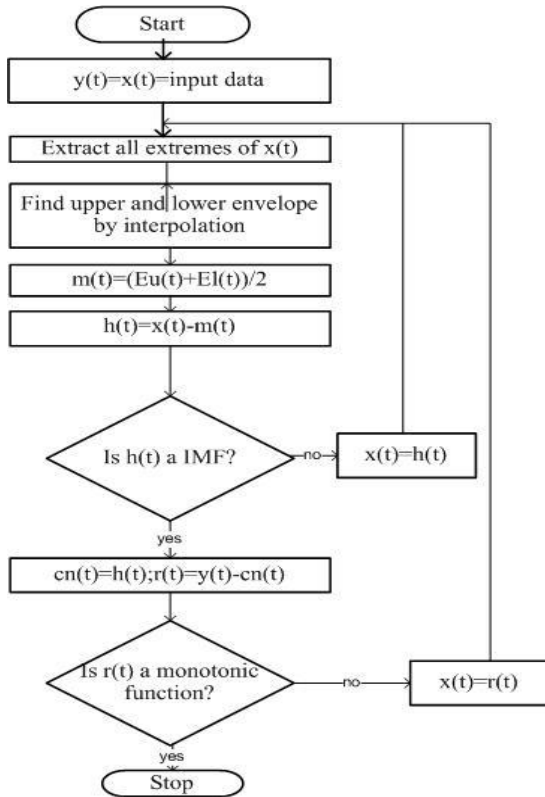 Start
y(t)=x(t)=input data
Extract all extremes of x(t)
Find upper and lower envelope
by interpolation
m(t)=(Eu(t)+El(t))/2
h(t)=x(t)-m(t)
Is h(t) a IMF?
no
x(t)=h(t)
yes
cn(t)=h(t);r(t)=y(t)-cn(t)
Is r(t) a monotonic
function?
no
x(t)=r(t)
yes
Stop